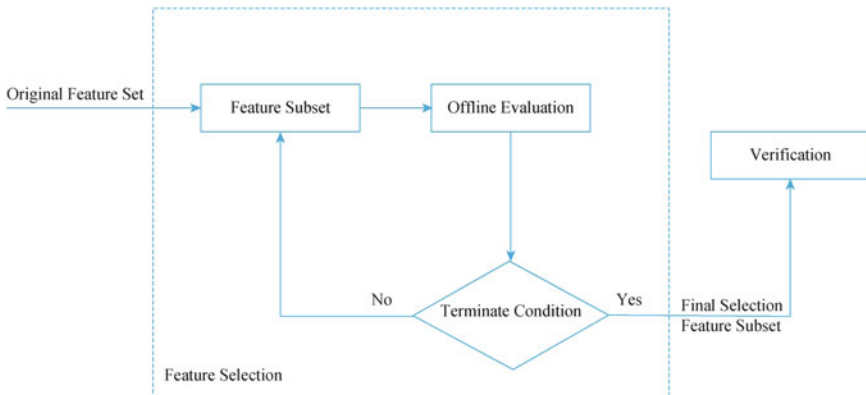 Original Feature Set
Feature Subset
Offline Evaluation
Verification
No
Terminate Condition
Yes
Final Selection
Feature Subset
Feature Selection